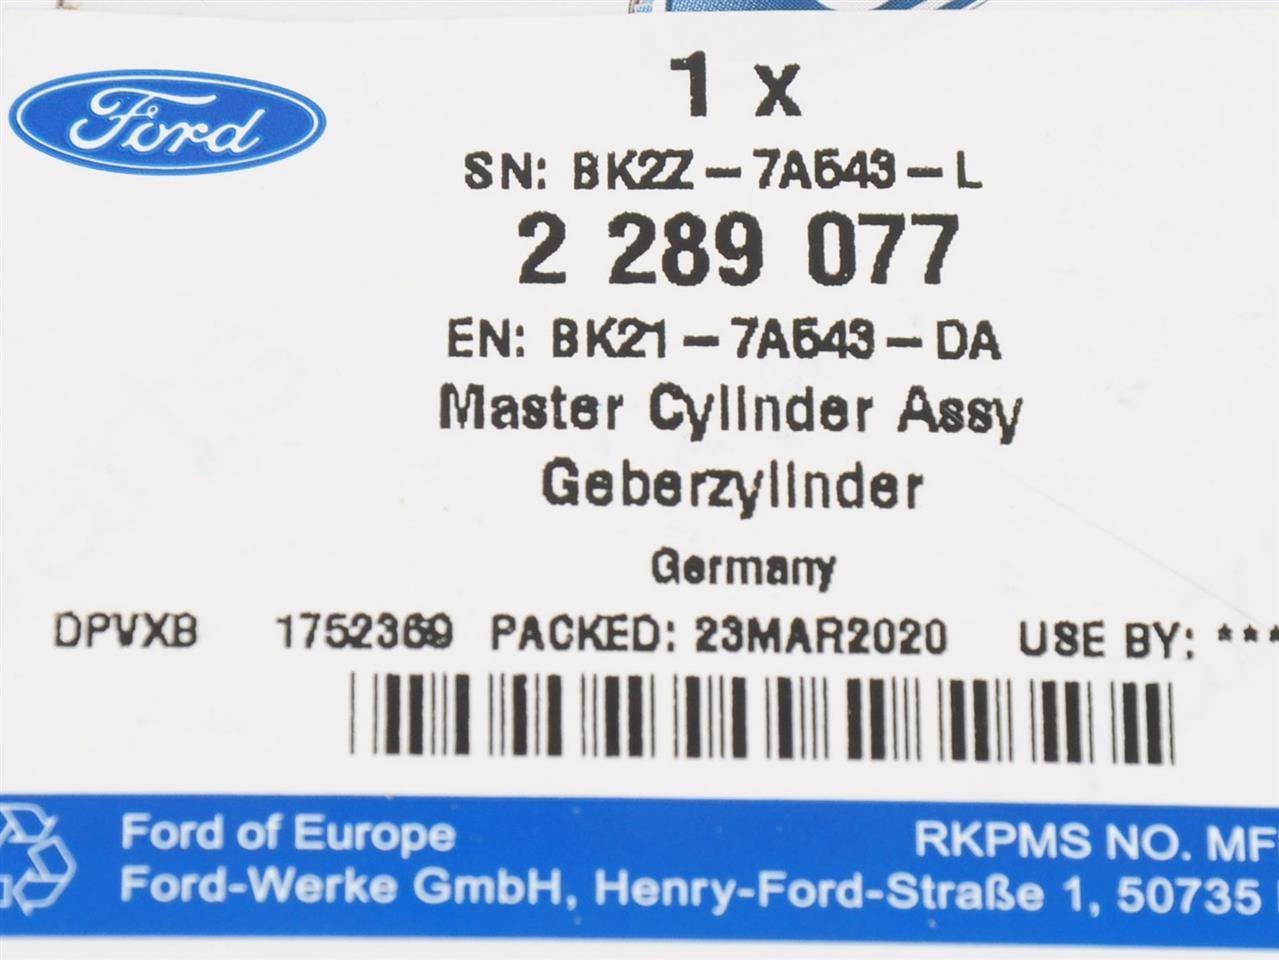 Ford
1 x
SN: BK2Z-7A543-L
2 289 077
EN: BK21-7A543-DA
Master Cylinder Assy
Geberzylinder
Germany
DPVXB 1752369 PACKED: 23MAR2020 USE BY: ***
Ford of Europe RKPMS NO. MF
Ford-Werke GmbH, Henry-Ford-Straße 1, 50735